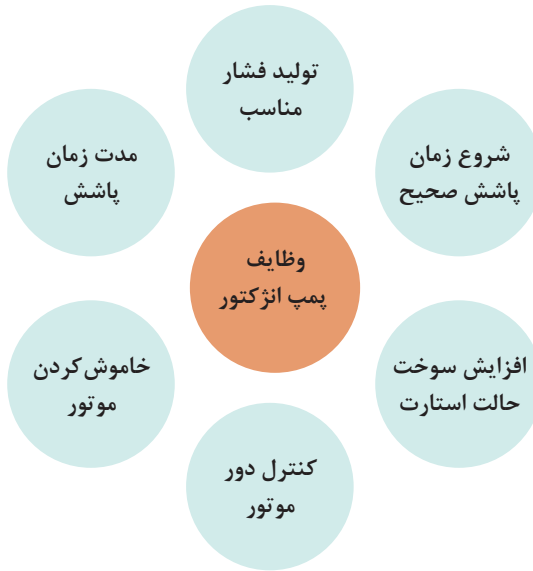 تولید فشار
مناسب
شروع زمان
پاشش صحیح
مدت زمان
پاشش
وظایف
پمپ انژکتور
افزایش سوخت
حالت استارت
خاموش‌کردن
موتور
کنترل دور
موتور